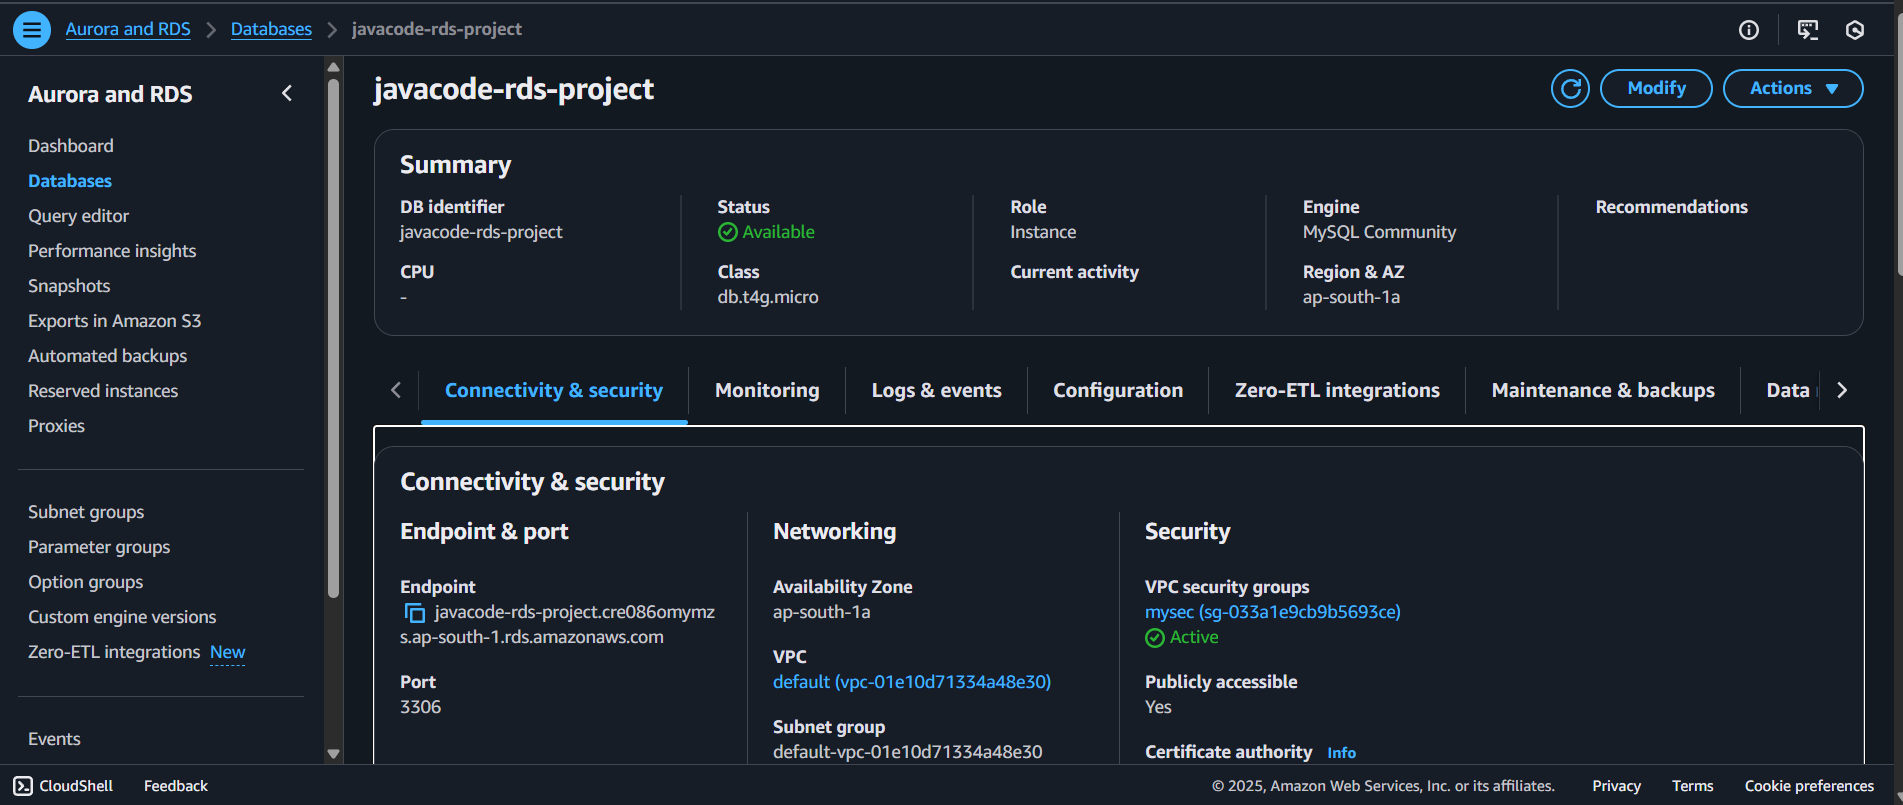 Aurora and RDS > Databases > javacode-rds-project
Aurora and RDS
Dashboard
Databases
Query editor
Performance insights
Snapshots
Exports in Amazon S3
Automated backups
Reserved instances
Proxies
Subnet groups
Parameter groups
Option groups
Custom engine versions
Zero-ETL integrations New
Events
javacode-rds-project
Modify
Actions
Summary
DB identifier
javacode-rds-project
CPU
-
Status
Available
Class
db.t4g.micro
Role
Instance
Current activity
Engine
MySQL Community
Region & AZ
ap-south-1a
Recommendations
Connectivity & security
Monitoring
Logs & events
Configuration
Zero-ETL integrations
Maintenance & backups
Data
Connectivity & security
Endpoint & port
Endpoint
javacode-rds-project.cre086omymz
s.ap-south-1.rds.amazonaws.com
Port
3306
Networking
Availability Zone
ap-south-1a
VPC
default (vpc-01e10d71334a48e30)
Subnet group
default-vpc-01e10d71334a48e30
Security
VPC security groups
mysec (sg-033a1e9cb9b5693ce)
Active
Publicly accessible
Yes
Certificate authority Info
CloudShell
Feedback
© 2025, Amazon Web Services, Inc. or its affiliates.
Privacy
Terms
Cookie preferences